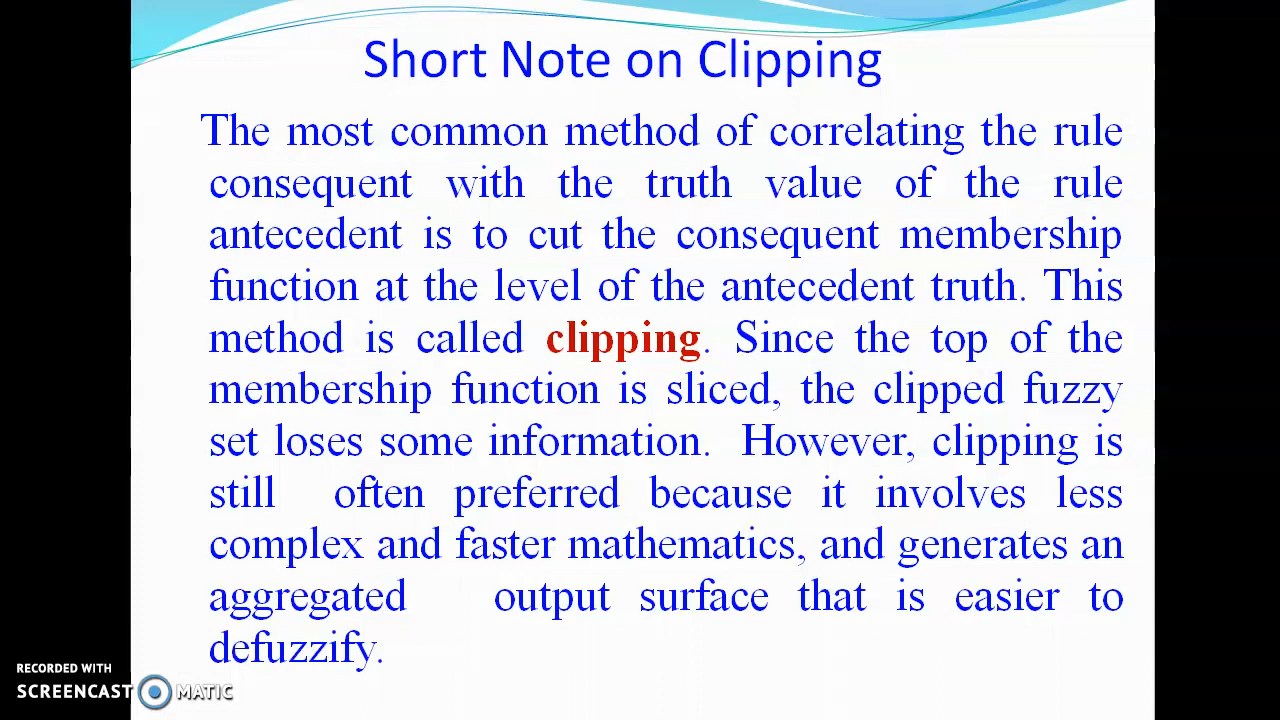 Short Note on Clipping
The most common method of correlating the rule
consequent with the truth value of the rule
antecedent is to cut the consequent membership
function at the level of the antecedent truth. This
method is called clipping. Since the top of the
membership function is sliced, the clipped fuzzy
set loses some information. However, clipping is
still often preferred because it involves less
complex and faster mathematics, and generates an
aggregated output surface that is easier to
defuzzify.
RECORDED WITH
SCREENCAST MATIC